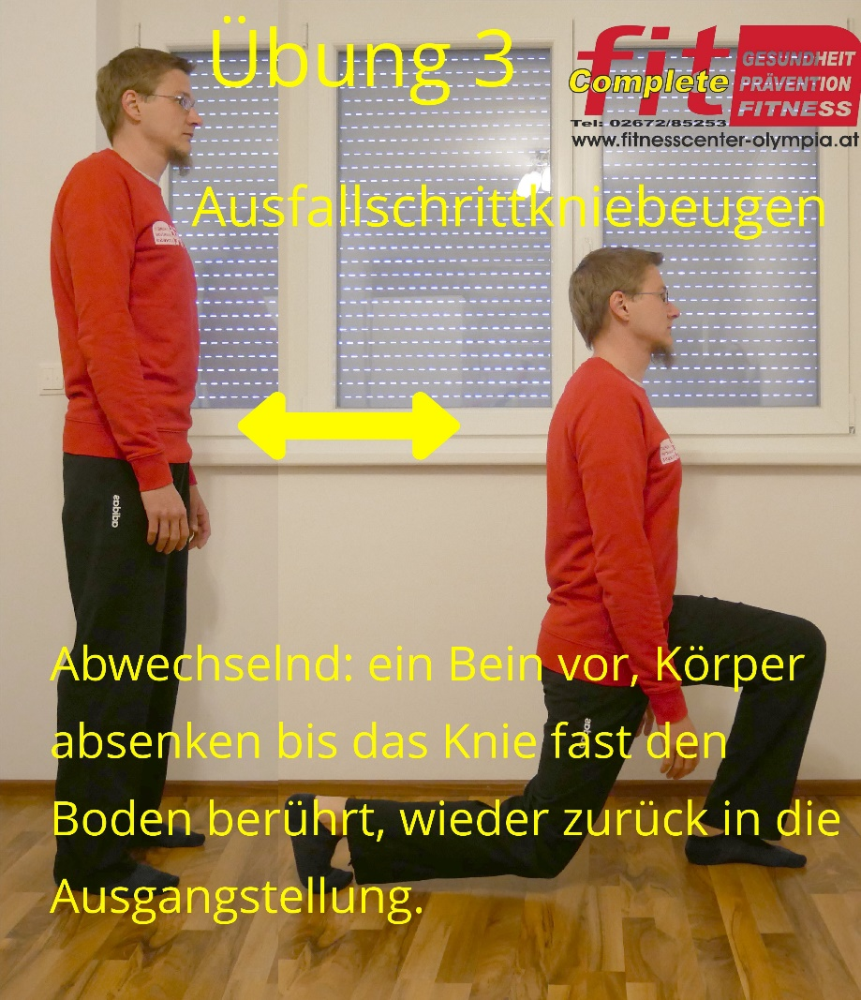 Übung 3
fit
Complete
GESUNDHEIT
PRÄVENTION
FITNESS
Tel: 02672/85253
www.fitnesscenter-olympia.at
Ausfallschrittkniebeugen
adidas
Abwechselnd: ein Bein vor, Körper
absenken bis das Knie fast den
Boden berührt, wieder zurück in die
Ausgangstellung.